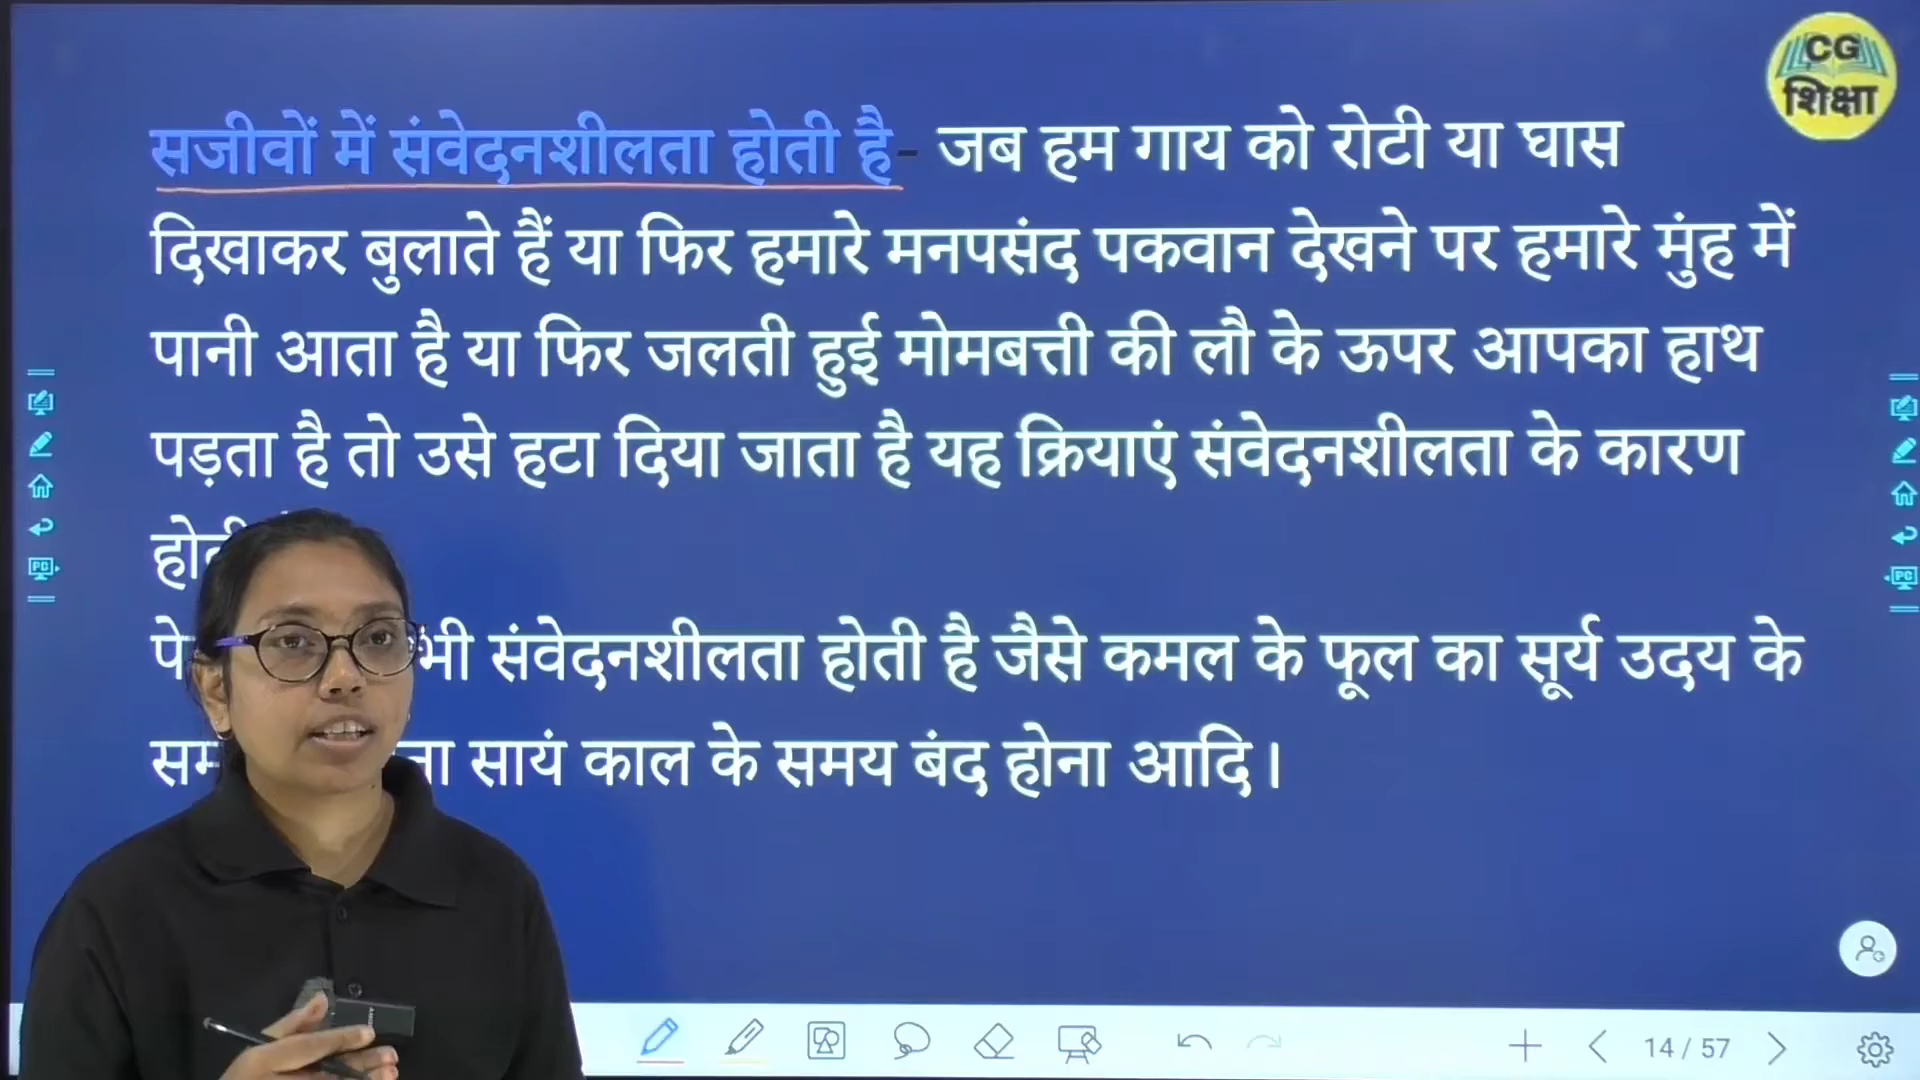 CG
शिक्षा
सजीवों में संवेदनशीलता होती है- जब हम गाय को रोटी या घास
दिखाकर बुलाते हैं या फिर हमारे मनपसंद पकवान देखने पर हमारे मुंह में
पानी आता है या फिर जलती हुई मोमबत्ती की लौ के ऊपर आपका हाथ
पड़ता है तो उसे हटा दिया जाता है यह क्रियाएं संवेदनशीलता के कारण
भी संवेदनशीलता होती है जैसे कमल के फूल का सूर्य उदय के
सायं काल के समय बंद होना आदि।
14 / 57